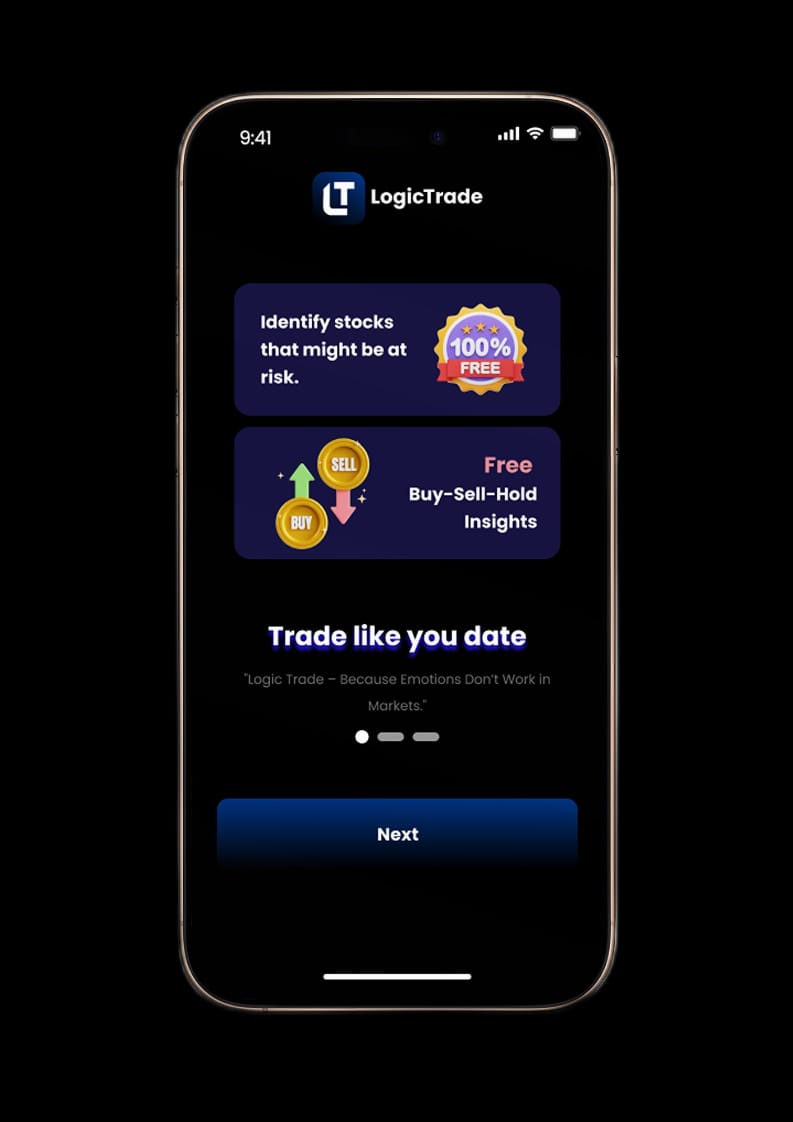 9:41
LT LogicTrade
Identify stocks
that might be at
risk.
100%
FREE
SELL
BUY
Free
Buy-Sell-Hold
Insights
Trade like you date
"Logic Trade – Because Emotions Don't Work in
Markets."
Next